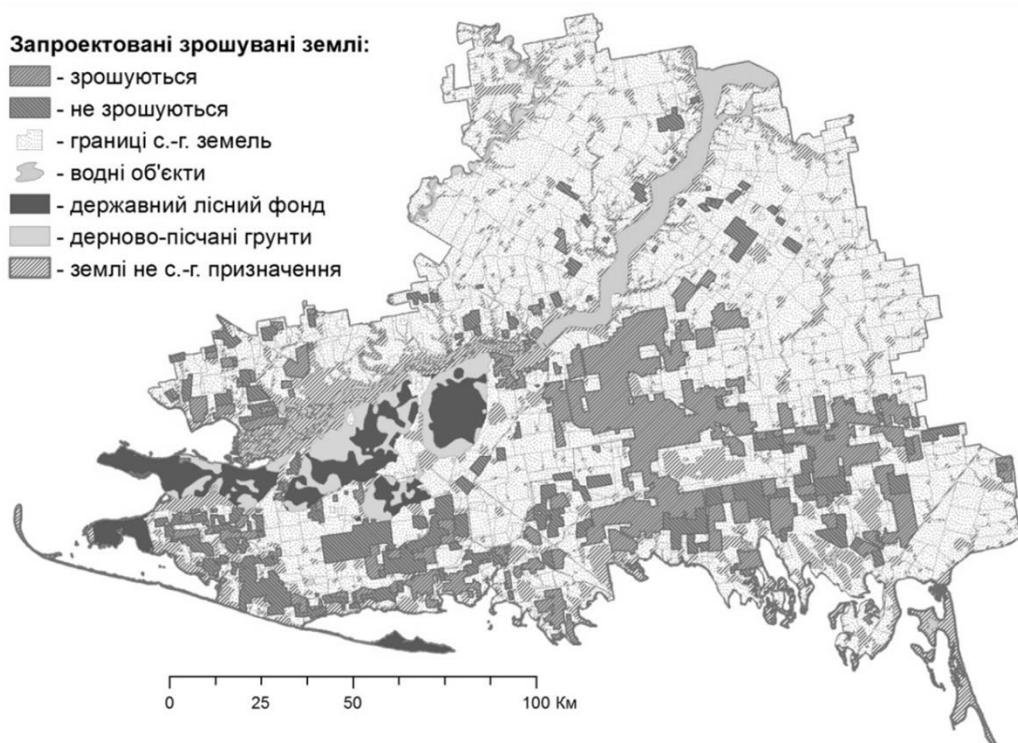 Запроектовані зрошувані землі:
- зрошуються
- не зрошуються
- границі с.-г. земель
- водні об'єкти
- державний лісний фонд
- дерново-пісчані грунти
- землі не с.-г. призначення
0 25 50 100 Км